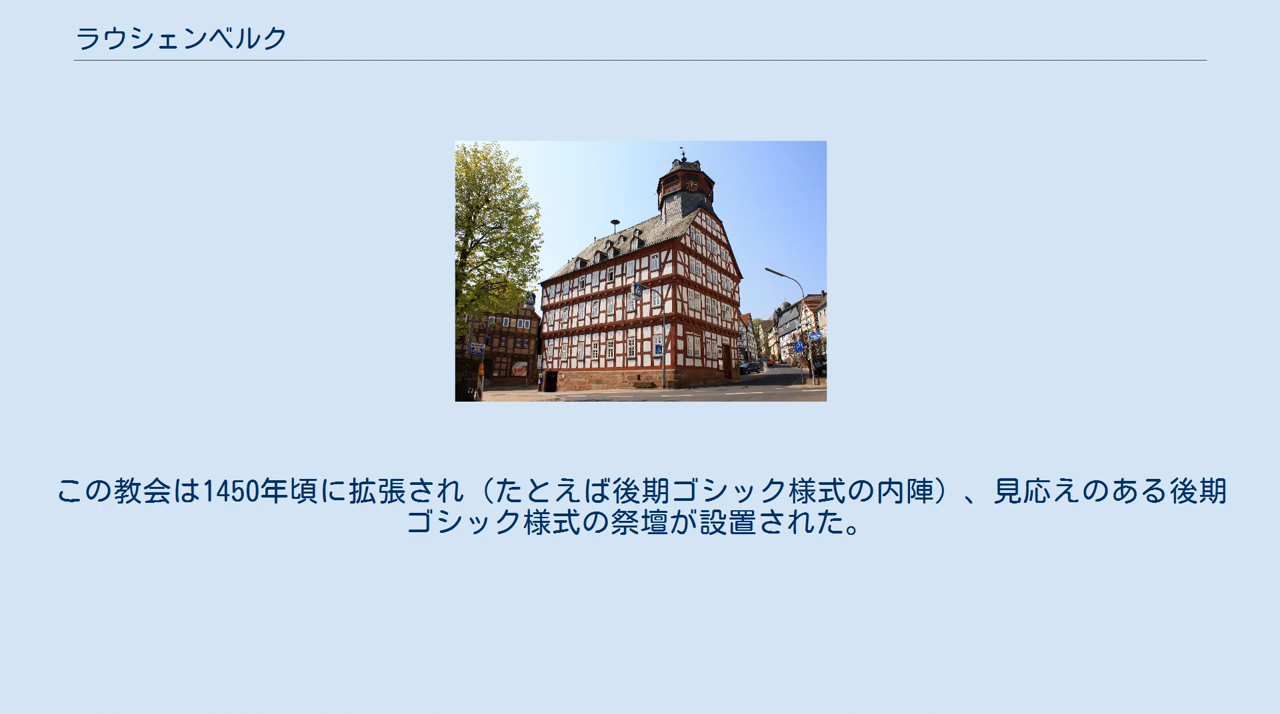 ラウシェンベルク
この教会は1450年頃に拡張され（たとえば後期ゴシック様式の内陣）、見応えのある後期
ゴシック様式の祭壇が設置された。